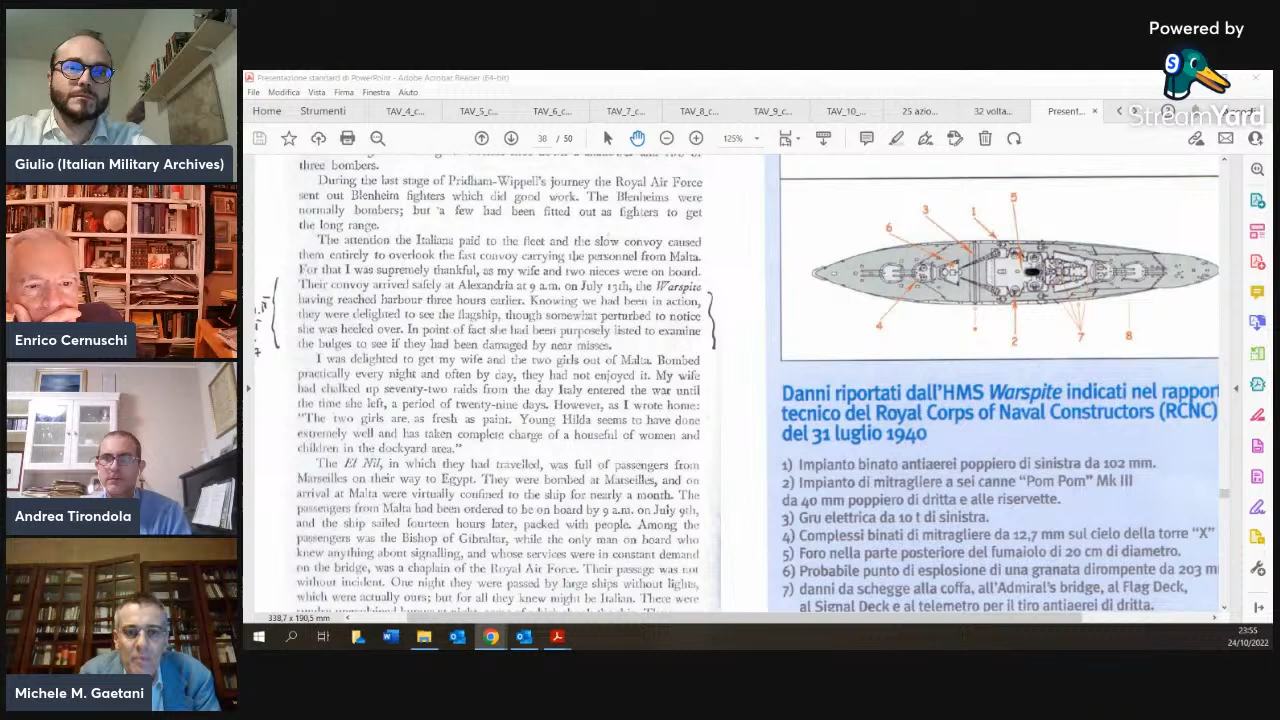 Powered by
StreamYard
Giulio (Italian Military Archives)
Enrico Cernuschi
Andrea Tirondola
Michele M. Gaetani
Presentazione standard di PowerPoint - Adobe Acrobat Reader (64-bit)
File Modifica Vista Firma Finestra Aiuto
Home Strumenti TAV_4_c... TAV_5_c... TAV_6_c... TAV_7_c... TAV_8_c... TAV_9_c... TAV_10_... 25 azio... 32 volta... Present...
38 / 50 125%
three bombers.
During the last stage of Pridham-Wippell's journey the Royal Air Force
sent out Blenheim fighters which did good work. The Blenheims were
normally bombers; but a few had been fitted out as fighters to get
the long range.
The attention the Italians paid to the fleet and the slow convoy caused
them entirely to overlook the fast convoy carrying the personnel from Malta.
For that I was supremely thankful, as my wife and two nieces were on board.
Their convoy arrived safely at Alexandria at 9 a.m. on July 13th, the Warspite
having reached harbour three hours earlier. Knowing we had been in action,
they were delighted to see the flagship, though somewhat perturbed to notice
she was heeled over. In point of fact she had been purposely listed to examine
the bulges to see if they had been damaged by near misses.
I was delighted to get my wife and the two girls out of Malta. Bombed
practically every night and often by day, they had not enjoyed it. My wife
had chalked up seventy-two raids from the day Italy entered the war until
the time she left, a period of twenty-nine days. However, as I wrote home:
"The two girls are as fresh as paint. Young Hilda seems to have done
extremely well and has taken complete charge of a houseful of women and
children in the dockyard area."
The El Nil, in which they had travelled, was full of passengers from
Marseilles on their way to Egypt. They were bombed at Marseilles, and on
arrival at Malta were virtually confined to the ship for nearly a month. The
passengers from Malta had been ordered to be on board by 9 a.m. on July 9th,
and the ship sailed fourteen hours later, packed with people. Among the
passengers was the Bishop of Gibraltar, while the only man on board who
knew anything about signalling, and whose services were in constant demand
on the bridge, was a chaplain of the Royal Air Force. Their passage was not
without incident. One night they were passed by large ships without lights,
which were actually ours; but for all they knew might be Italian. There were
5
3 1
6
4
2 7 8
Danni riportati dall'HMS Warspite indicati nel rapport
tecnico del Royal Corps of Naval Constructors (RCNC)
del 31 luglio 1940
1) Impianto binato antiaerei poppiero di sinistra da 102 mm.
2) Impianto di mitragliere a sei canne "Pom Pom" Mk III
da 40 mm poppiero di dritta e alle riservette.
3) Gru elettrica da 10 t di sinistra.
4) Complessi binati di mitragliere da 12,7 mm sul cielo della torre "X"
5) Foro nella parte posteriore del fumaiolo di 20 cm di diametro.
6) Probabile punto di esplosione di una granata dirompente da 203 m
7) danni da schegge alla coffa, all'Admiral's bridge, al Flag Deck,
al Signal Deck e al telemetro per il tiro antiaerei di dritta.
338,7 x 190,5 mm
23:55
24/10/2022